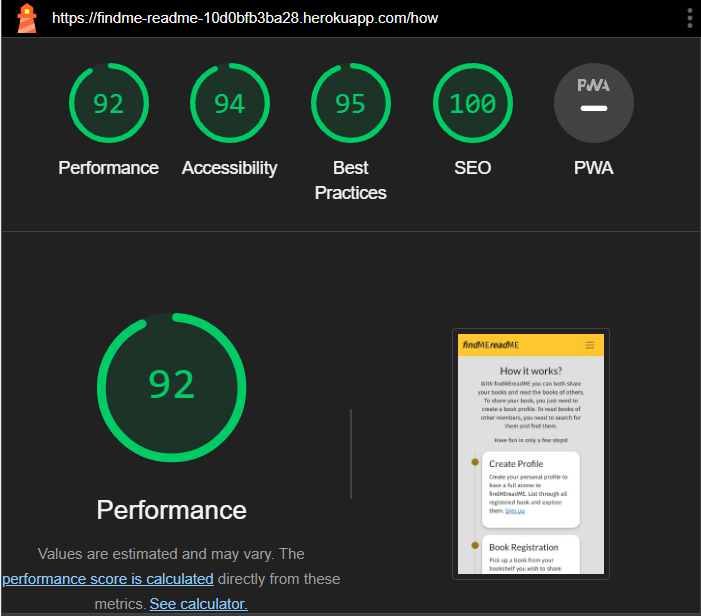 https://findme-readme-10d0bfb3ba28.herokuapp.com/how
92
94
95
100
PWA
Performance
Accessibility
Best
Practices
SEO
PWA
92
Performance
Values are estimated and may vary. The
performance score is calculated directly from these
metrics. See calculator.
findMEreadME
How it works?
With findMEreadME you can both share
your books and read the books of others.
To share your book, you just need to
create a book profile. To read books of
other members, you need to search for
them and find them.
Have fun in only a few steps!
Create Profile
Create your personal profile to
have a full access to
findMEreadME. List through all
registered book and explore
them. Sign up
Book Registration
Pick up a book from your
bookshelf you wish to share